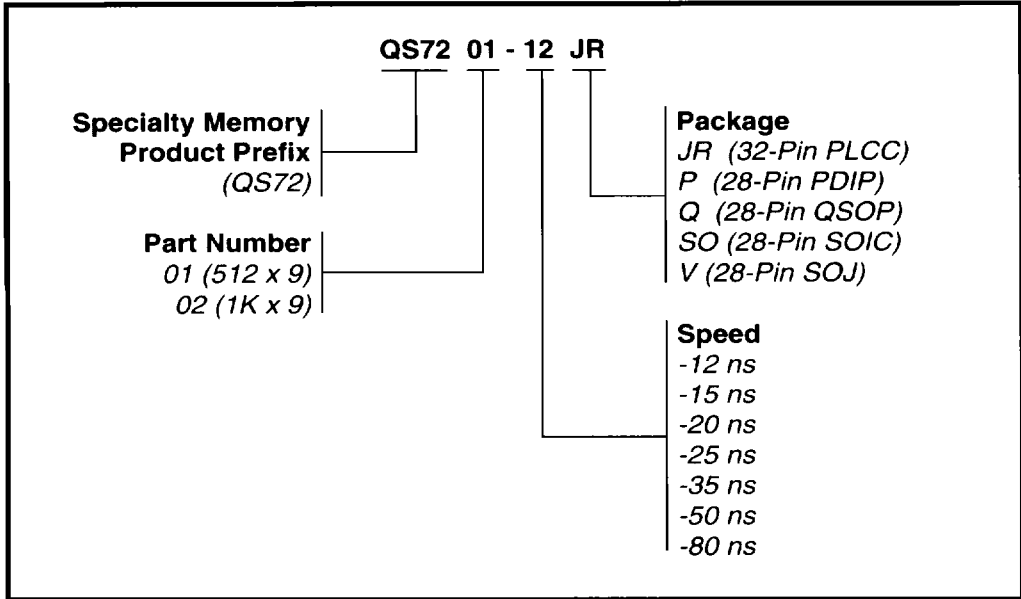 QS72 01 - 12 JR
Specialty Memory
Product Prefix
(QS72)
Part Number
01 (512 x 9)
02 (1K x 9)
Package
JR (32-Pin PLCC)
P (28-Pin PDIP)
Q (28-Pin QSOP)
SO (28-Pin SOIC)
V (28-Pin SOJ)
Speed
-12 ns
-15 ns
-20 ns
-25 ns
-35 ns
-50 ns
-80 ns